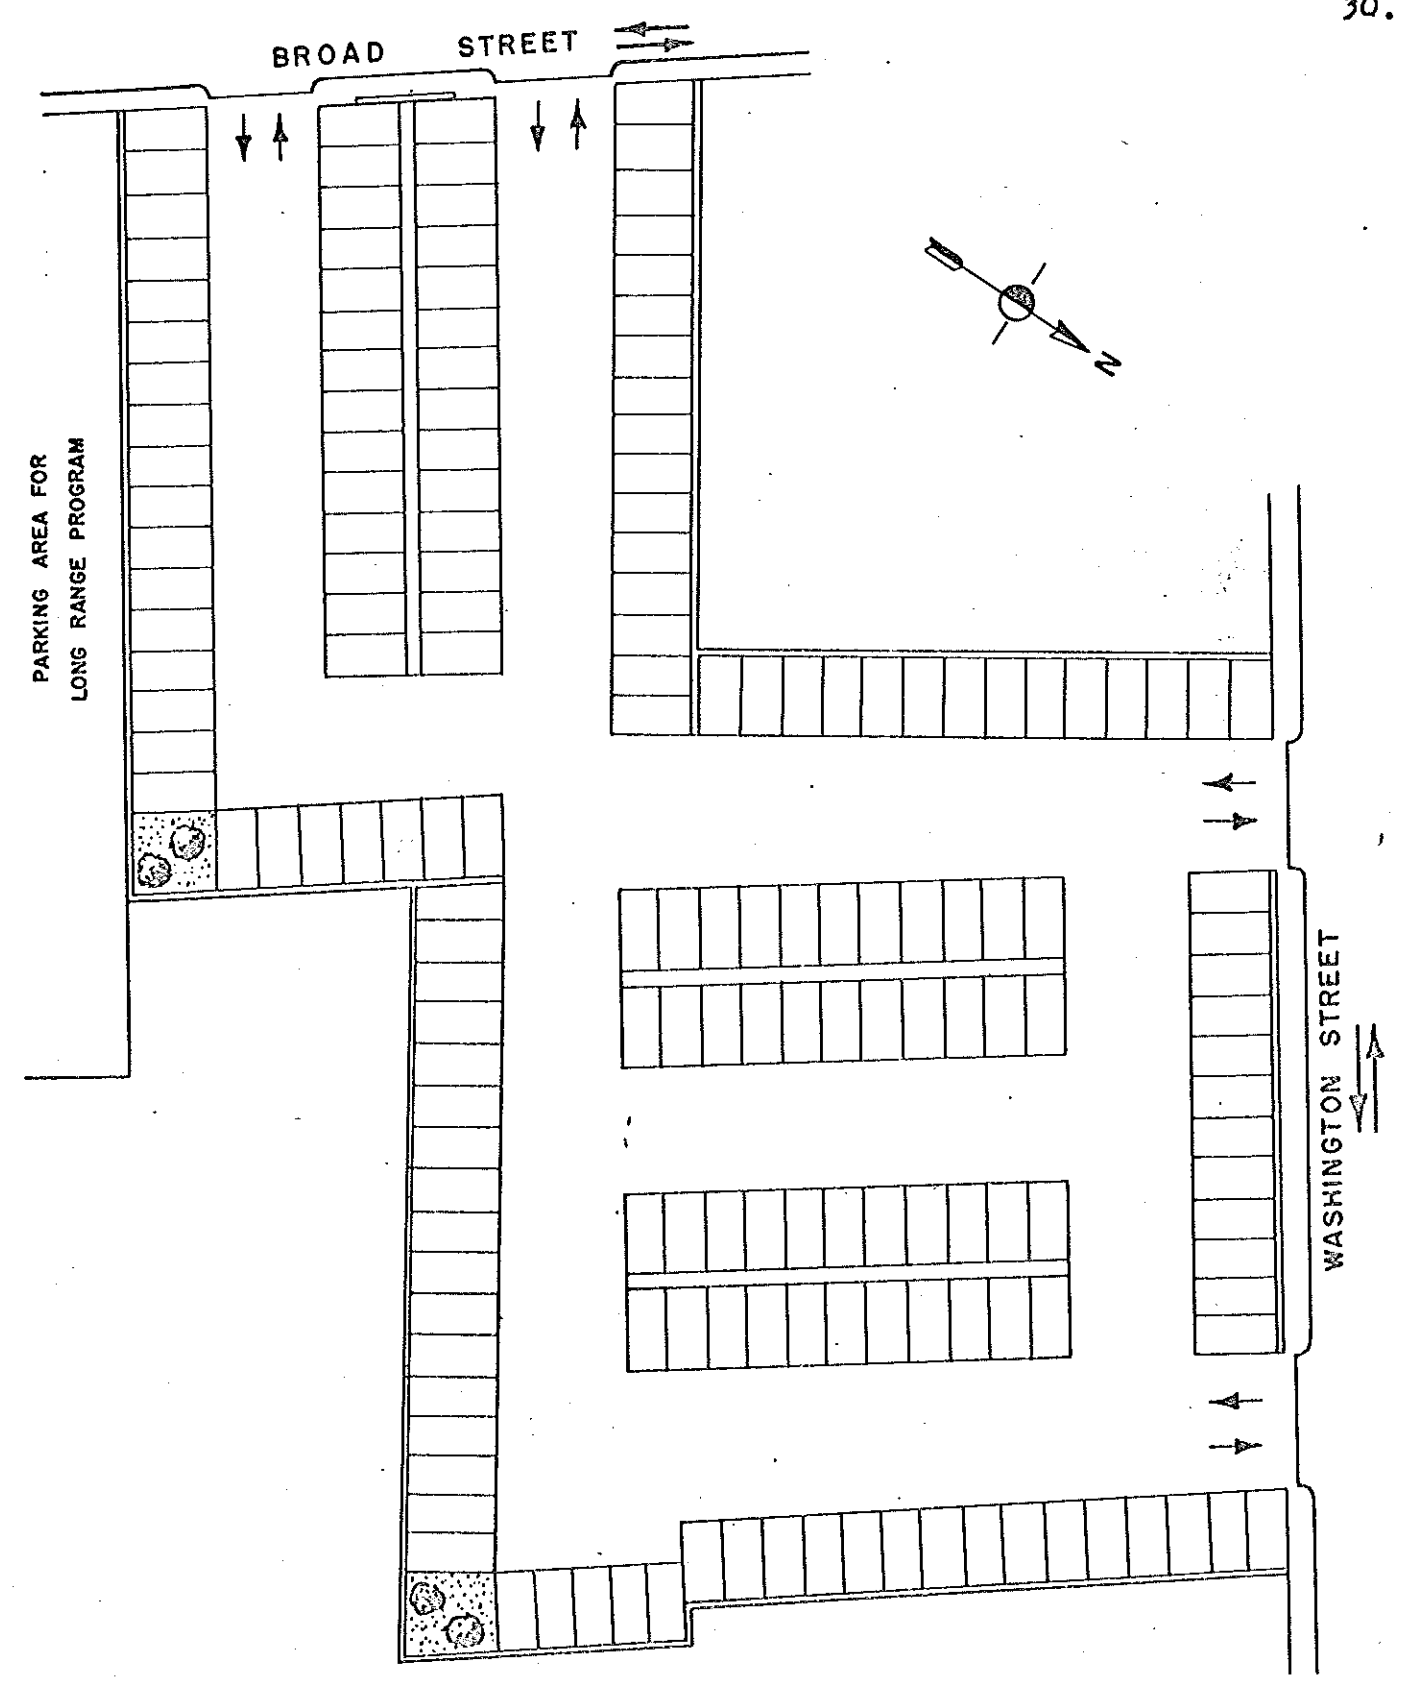 30.
BROAD STREET
N
PARKING AREA FOR
LONG RANGE PROGRAM
WASHINGTON STREET